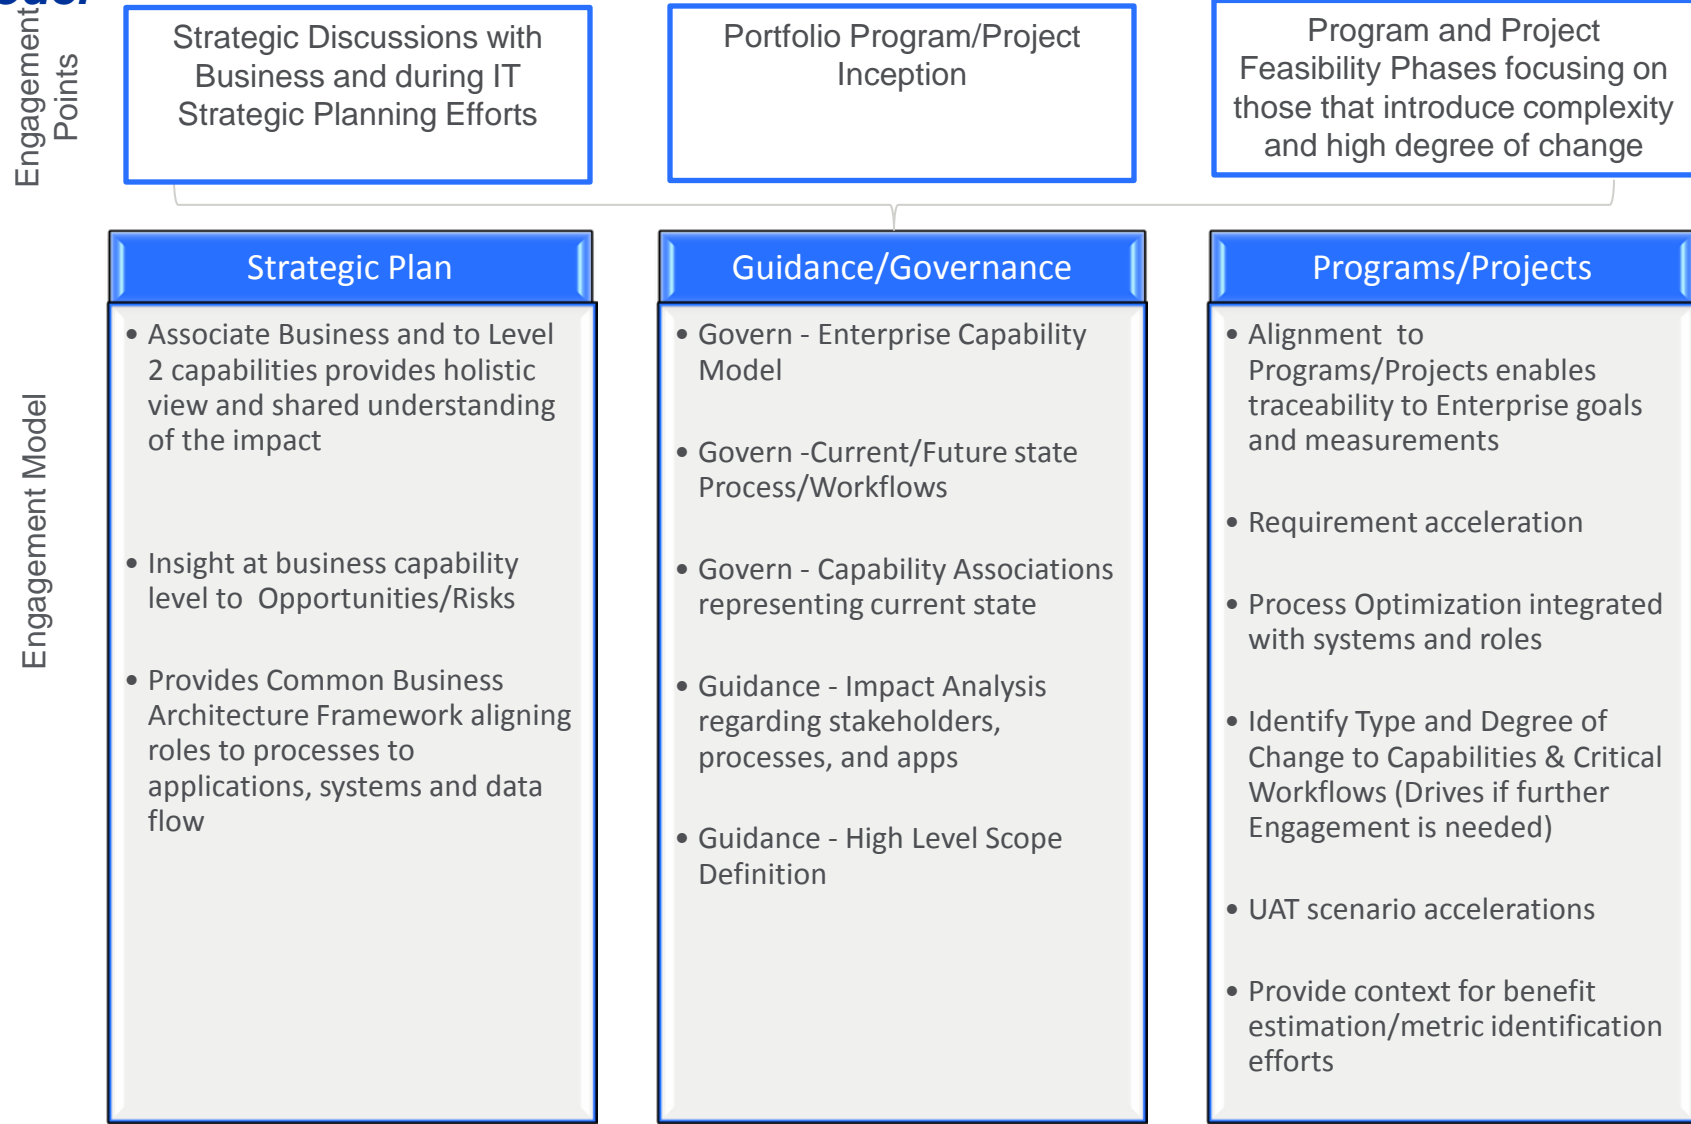 Engagement
Points
Strategic Discussions with
Business and during IT
Strategic Planning Efforts
Portfolio Program/Project
Inception
Program and Project
Feasibility Phases focusing on
those that introduce complexity
and high degree of change
Engagement Model
Strategic Plan
• Associate Business and to Level
2 capabilities provides holistic
view and shared understanding
of the impact
• Insight at business capability
level to Opportunities/Risks
• Provides Common Business
Architecture Framework aligning
roles to processes to
applications, systems and data
flow
Guidance/Governance
• Govern - Enterprise Capability
Model
• Govern -Current/Future state
Process/Workflows
• Govern - Capability Associations
representing current state
• Guidance - Impact Analysis
regarding stakeholders,
processes, and apps
• Guidance - High Level Scope
Definition
Programs/Projects
• Alignment to
Programs/Projects enables
traceability to Enterprise goals
and measurements
• Requirement acceleration
• Process Optimization integrated
with systems and roles
• Identify Type and Degree of
Change to Capabilities & Critical
Workflows (Drives if further
Engagement is needed)
• UAT scenario accelerations
• Provide context for benefit
estimation/metric identification
efforts